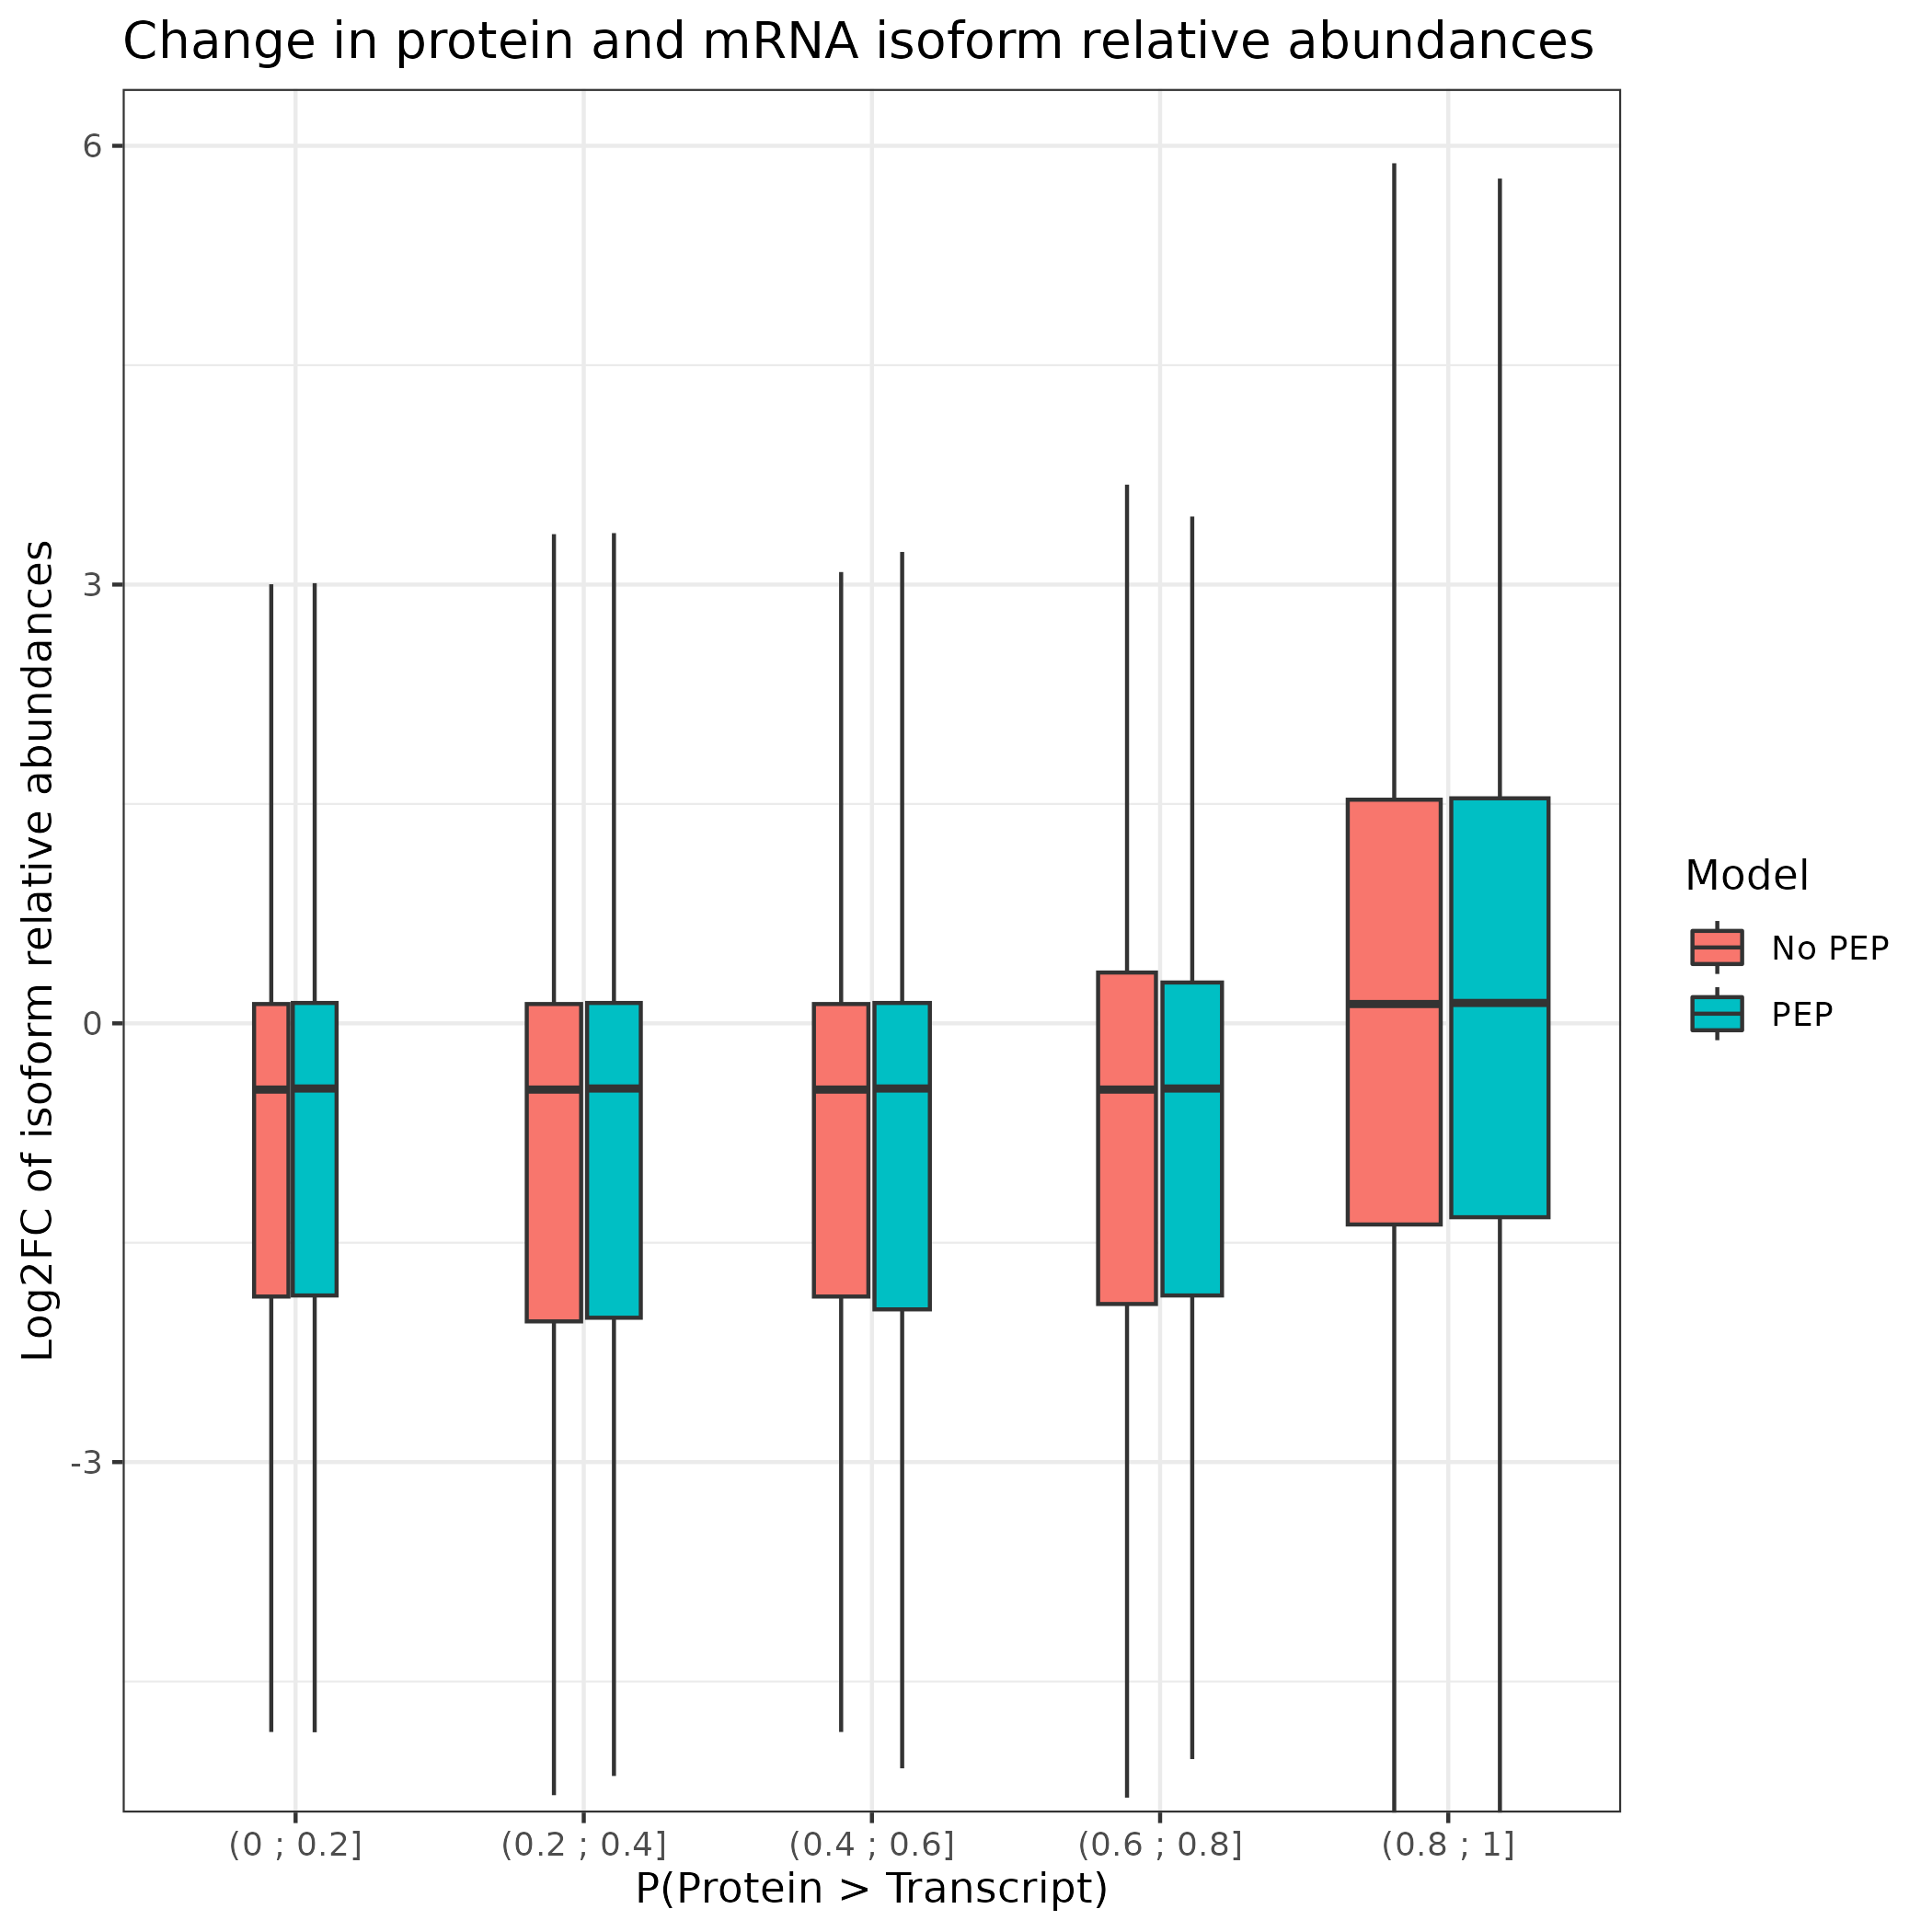 Change in protein and mRNA isoform relative abundances
Log2FC of isoform relative abundances
6
3
0
-3
(0 ; 0.2]
(0.2 ; 0.4]
(0.4 ; 0.6]
(0.6 ; 0.8]
(0.8 ; 1]
P(Protein > Transcript)
Model
No PEP
PEP